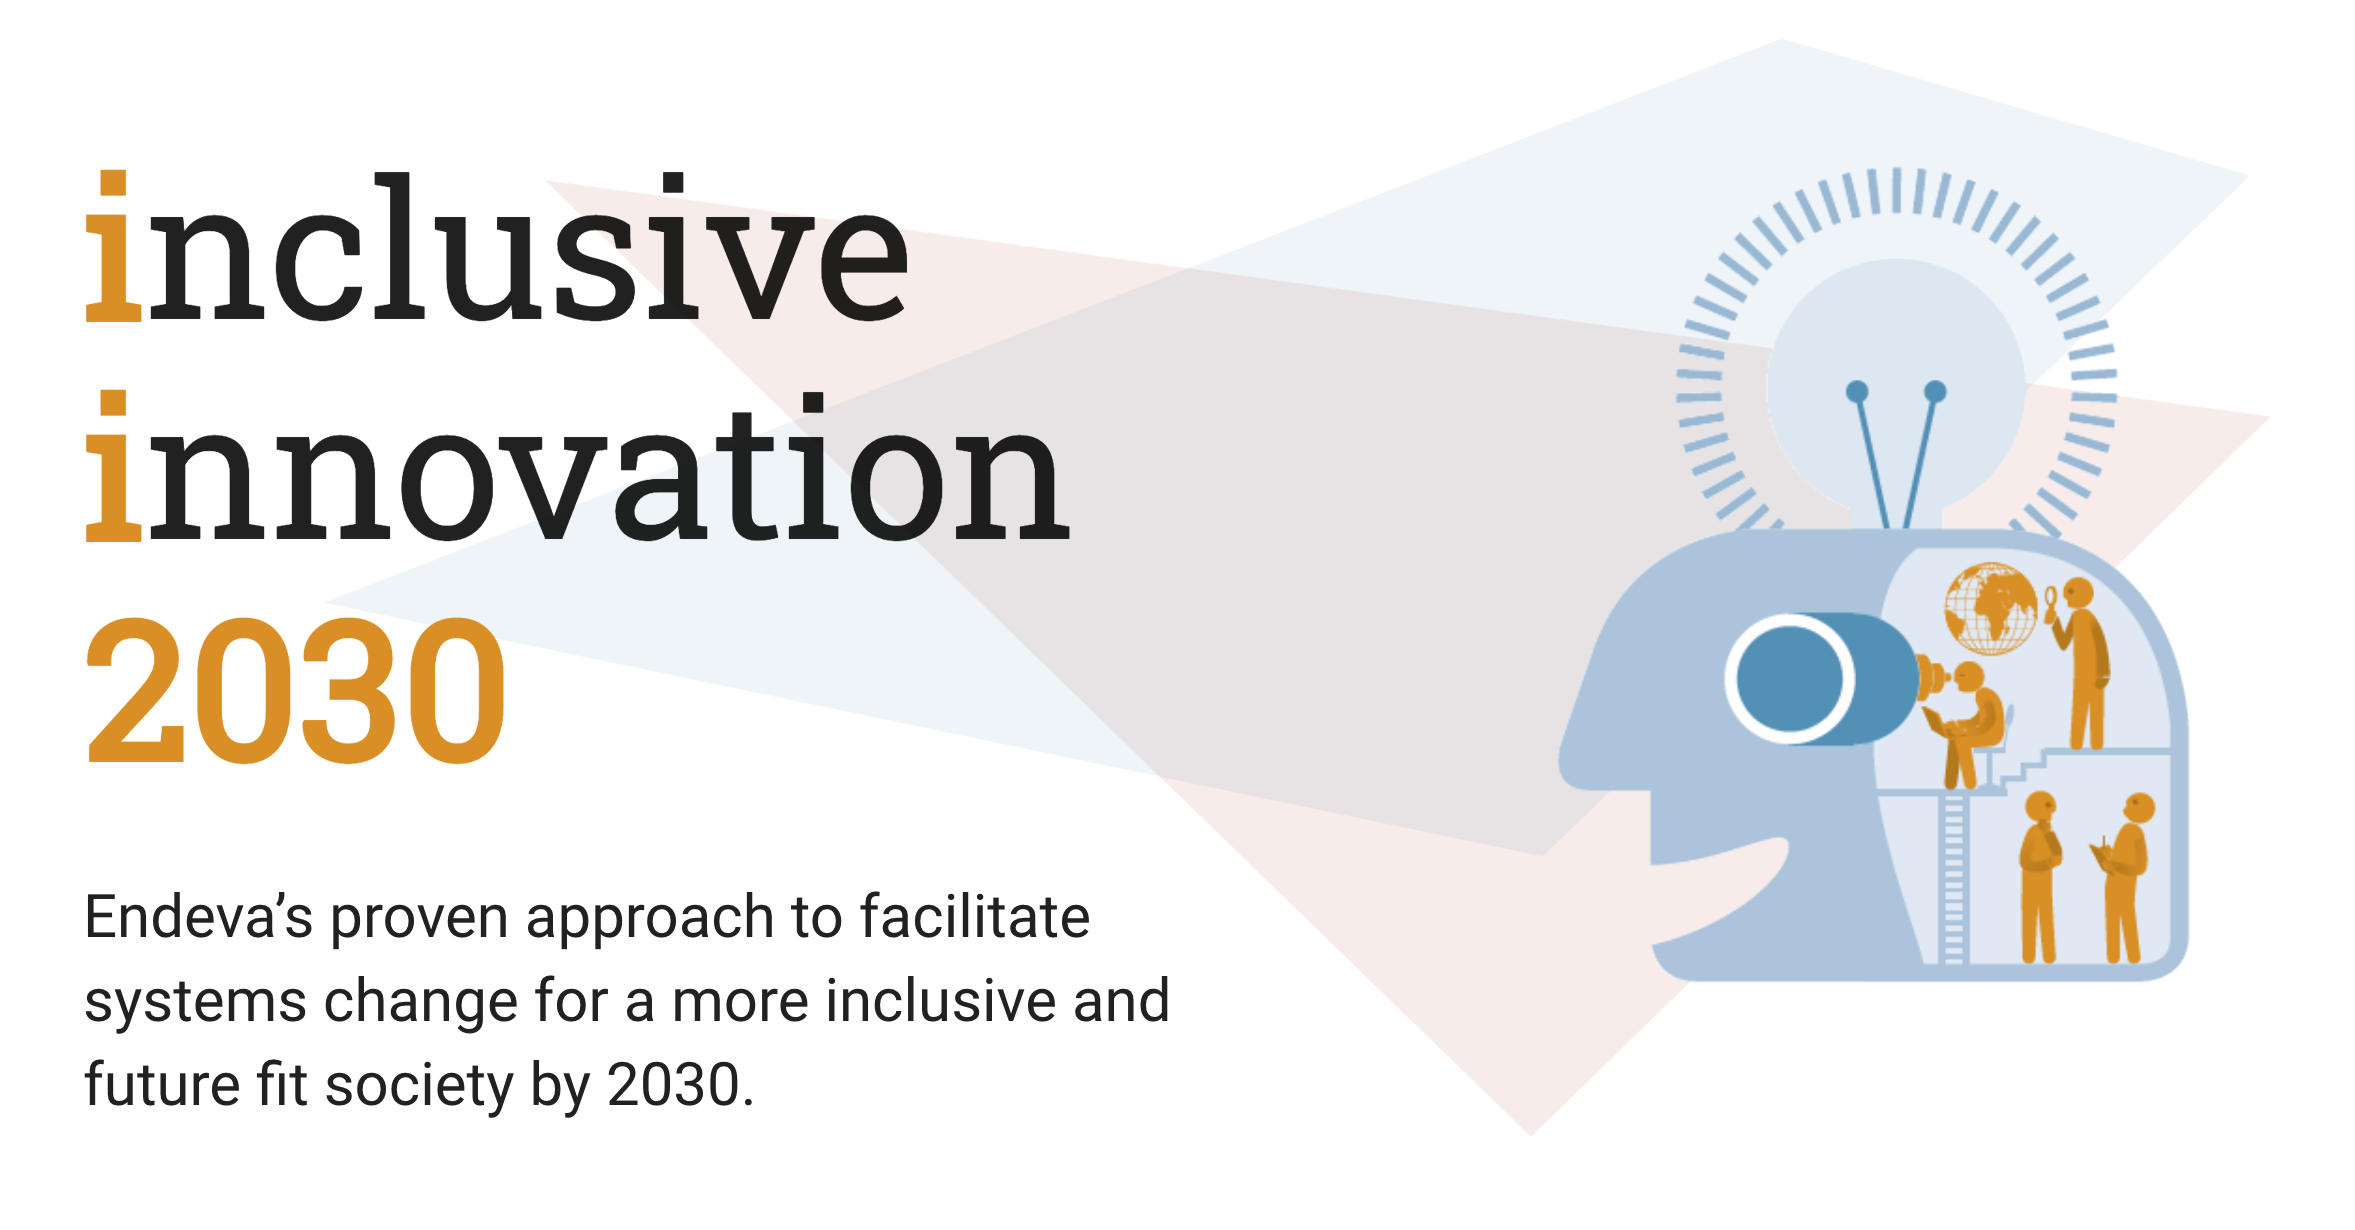 inclusive
innovation
2030
Endeva’s proven approach to facilitate
systems change for a more inclusive and
future fit society by 2030.